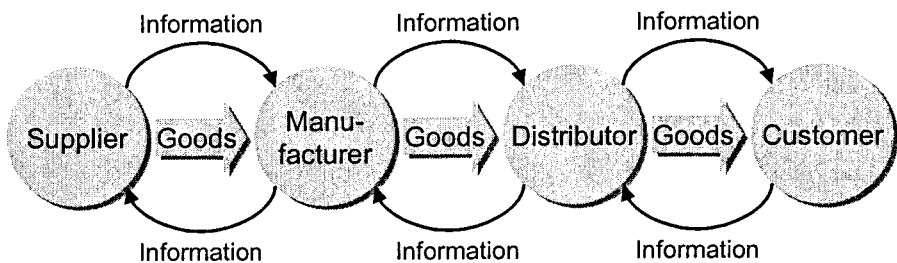 Information Information Information
Supplier Goods Manu-
facturer Goods Distributor Goods Customer
Information Information Information